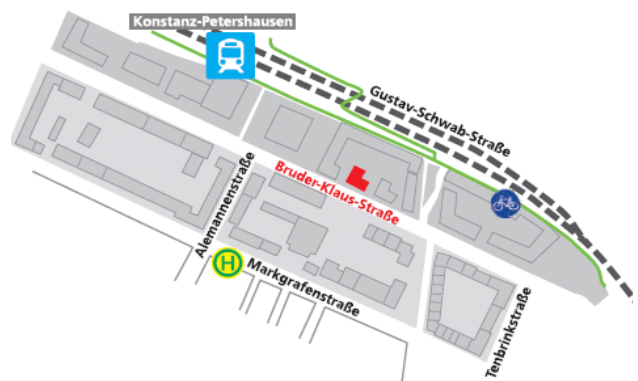 Konstanz-Petershausen
Gustav-Schwab-Straße
Bruder-Klaus-Straße
Alemannenstraße
H
Markgrafenstraße
Tenbrinkstraße